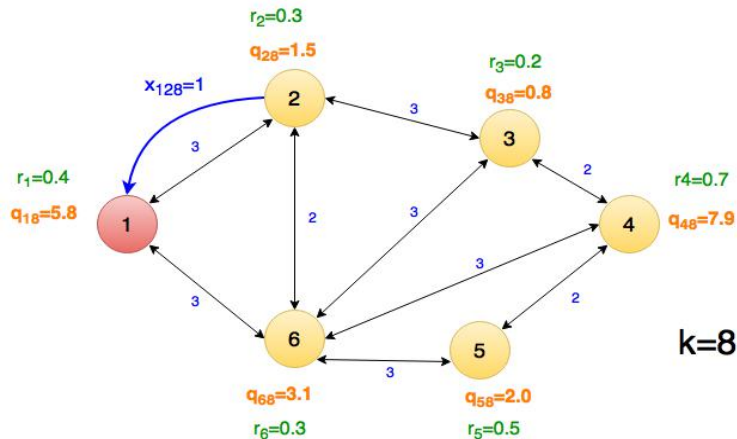 r₂=0.3
q₂₈=1.5
x₁₂₈=1
2
r₃=0.2
q₃₈=0.8
3
3
3
r₁=0.4
q₁₈=5.8
1
2
r4=0.7
q₄₈=7.9
4
2
3
3
3
2
6
5
3
k=8
q₆₈=3.1
q₅₈=2.0
r₆=0.3
r₅=0.5